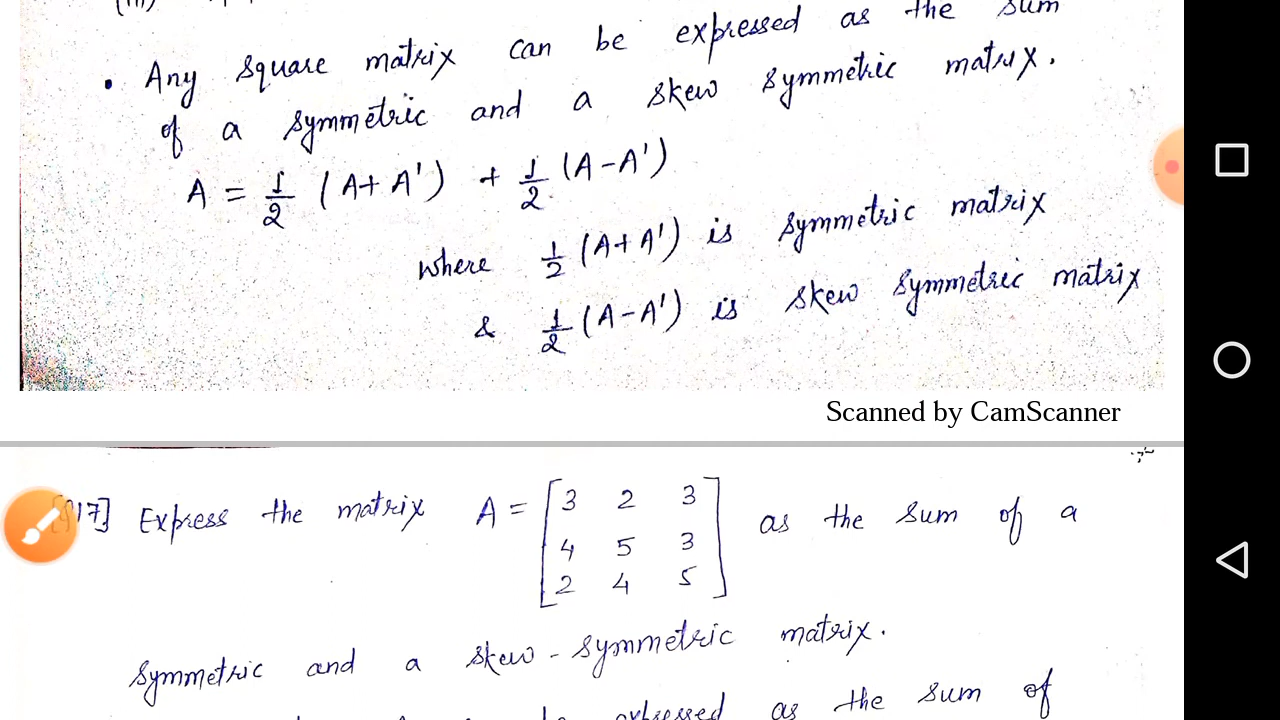 as the sum
• Any square matrix can be expressed
of a symmetric and a skew symmetric matrix.
A = 1/2 (A + A') + 1/2 (A - A')
where 1/2 (A + A') is symmetric matrix
& 1/2 (A - A') is skew symmetric matrix
Scanned by CamScanner
17] Express the matrix A = [3 2 3
4 5 3
2 4 5] as the sum of a
symmetric and a skew-symmetric matrix.
expressed as the sum of